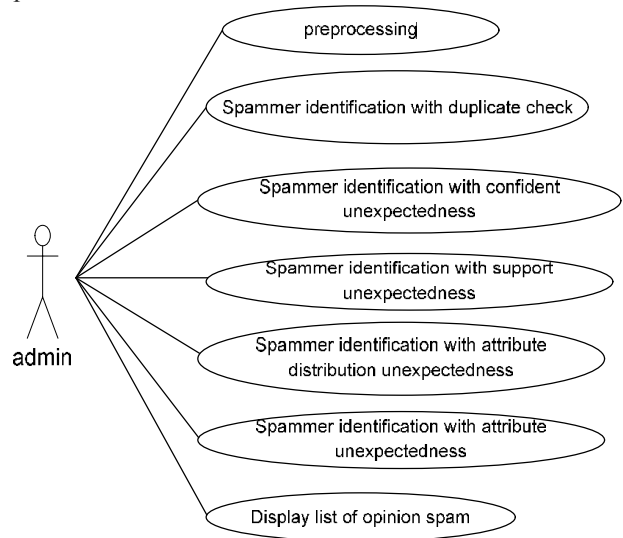 preprocessing
Spammer identification with duplicate check
Spammer identification with confident
unexpectedness
Spammer identification with support
unexpectedness
admin
Spammer identification with attribute
distribution unexpectedness
Spammer identification with attribute
unexpectedness
Display list of opinion spam